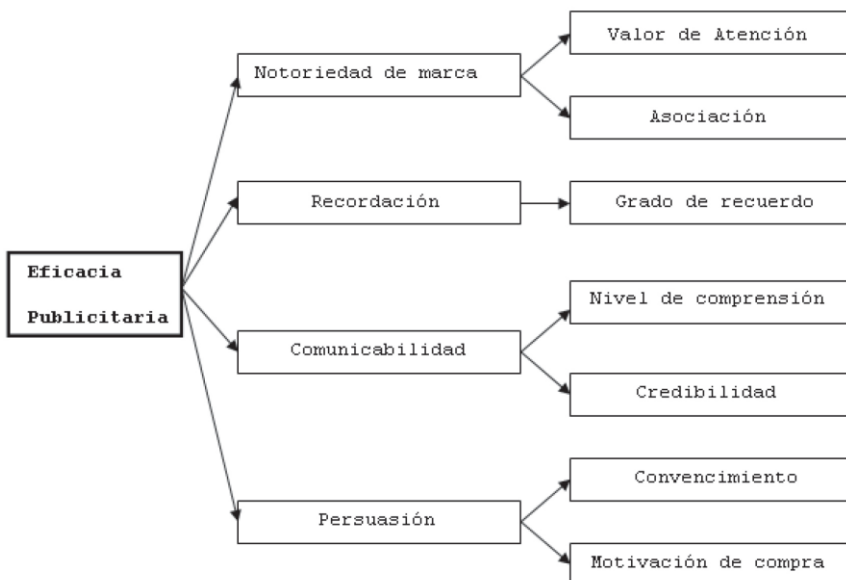 Valor de Atención
Notoriedad de marca
Asociación
Recordación
Grado de recuerdo
Eficacia
Publicitaria
Nivel de comprensión
Comunicabilidad
Credibilidad
Convencimiento
Persuasión
Motivación de compra